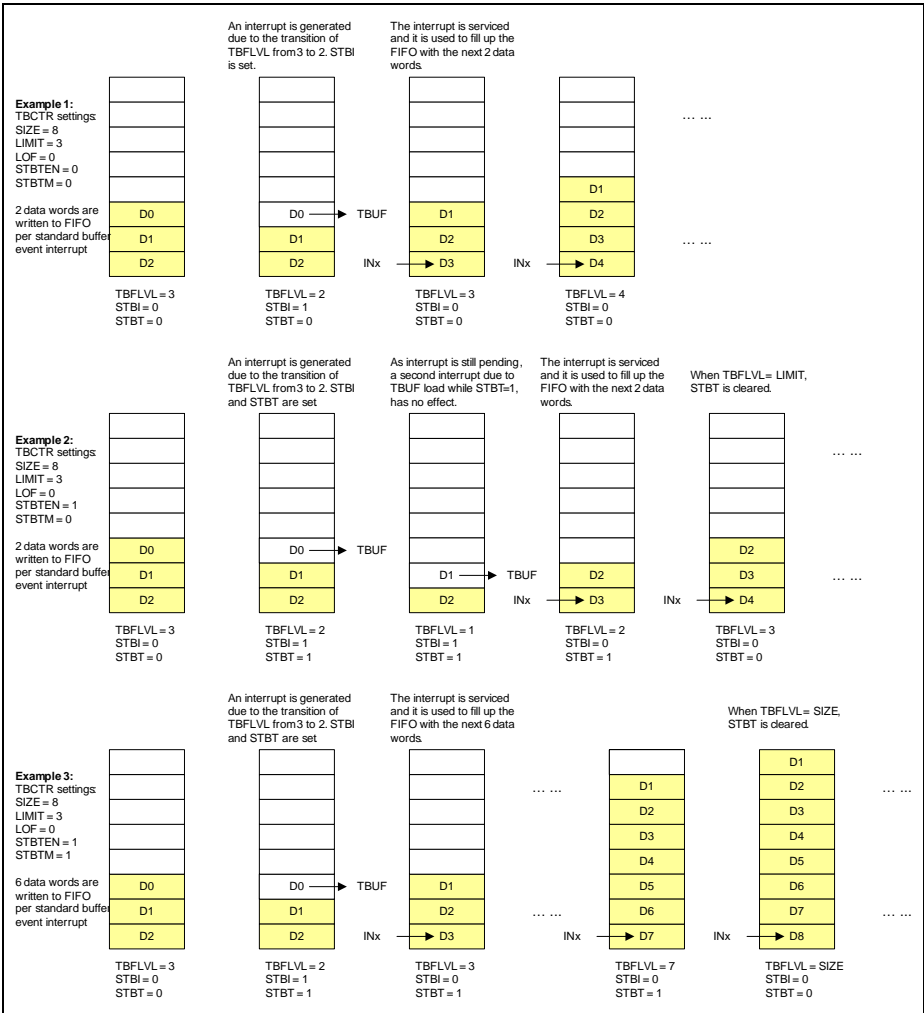 An interrupt is generated
due to the transition of
TBFLVL from 3 to 2. STBI
is set.
The interrupt is serviced
and it is used to fill up the
FIFO with the next 2 data
words.
Example 1:
TBCTR settings:
SIZE = 8
LIMIT = 3
LOF = 0
STBTEN = 0
STBTM = 0
2 data words are
written to FIFO
per standard buffer
event interrupt
... ...
D1
D0
D0
TBUF
D1
D2
D1
D1
D2
D3
... ...
D2
D2
INx
D3
INx
D4
TBFLVL = 3
STBI = 0
STBT = 0
TBFLVL = 2
STBI = 1
STBT = 0
TBFLVL = 3
STBI = 0
STBT = 0
TBFLVL = 4
STBI = 0
STBT = 0
An interrupt is generated
due to the transition of
TBFLVL from 3 to 2. STBI
and STBT are set
As interrupt is still pending,
a second interrupt due to
TBUF load while STBT=1,
has no effect.
The interrupt is serviced
and it is used to fill up the
FIFO with the next 2 data
words.
When TBFLVL= LIMIT,
STBT is cleared.
Example 2:
TBCTR settings:
SIZE = 8
LIMIT = 3
LOF = 0
STBTEN = 1
STBTM = 0
2 data words are
written to FIFO
per standard buffer
event interrupt
... ...
D0
D0
TBUF
D2
D1
D1
D1
TBUF
D2
D3
... ...
D2
D2
D2
INx
D3
INx
D4
TBFLVL = 3
STBI = 0
STBT = 0
TBFLVL = 2
STBI = 1
STBT = 1
TBFLVL = 1
STBI = 1
STBT = 1
TBFLVL = 2
STBI = 0
STBT = 1
TBFLVL = 3
STBI = 0
STBT = 0
An interrupt is generated
due to the transition of
TBFLVL from 3 to 2. STBI
and STBT are set
The interrupt is serviced
and it is used to fill up the
FIFO with the next 6 data
words.
When TBFLVL = SIZE,
STBT is cleared.
Example 3:
TBCTR settings:
SIZE = 8
LIMIT = 3
LOF = 0
STBTEN = 1
STBTM = 1
6 data words are
written to FIFO
per standard buffer
event interrupt
D1
... ...
D1
D2
... ...
D2
D3
D3
D4
D4
D5
D0
D0
TBUF
D1
D5
D6
D1
D1
D2
... ...
D6
D7
... ...
D2
D2
INx
D3
INx
D7
INx
D8
TBFLVL = 3
STBI = 0
STBT = 0
TBFLVL = 2
STBI = 1
STBT = 1
TBFLVL = 3
STBI = 0
STBT = 1
TBFLVL = 7
STBI = 0
STBT = 1
TBFLVL = SIZE
STBI = 0
STBT = 0